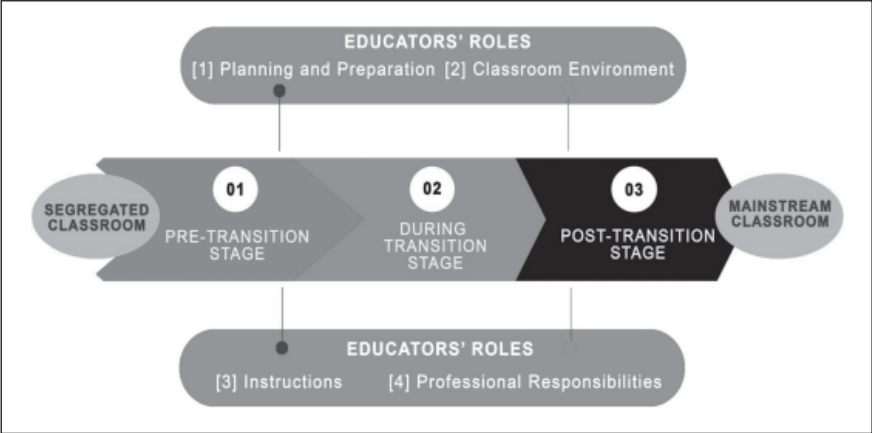 EDUCATORS' ROLES
[1] Planning and Preparation [2] Classroom Environment
SEGREGATED
CLASSROOM
01
PRE-TRANSITION
STAGE
02
DURING
TRANSITION
STAGE
03
POST-TRANSITION
STAGE
MAINSTREAM
CLASSROOM
EDUCATORS' ROLES
[3] Instructions [4] Professional Responsibilities